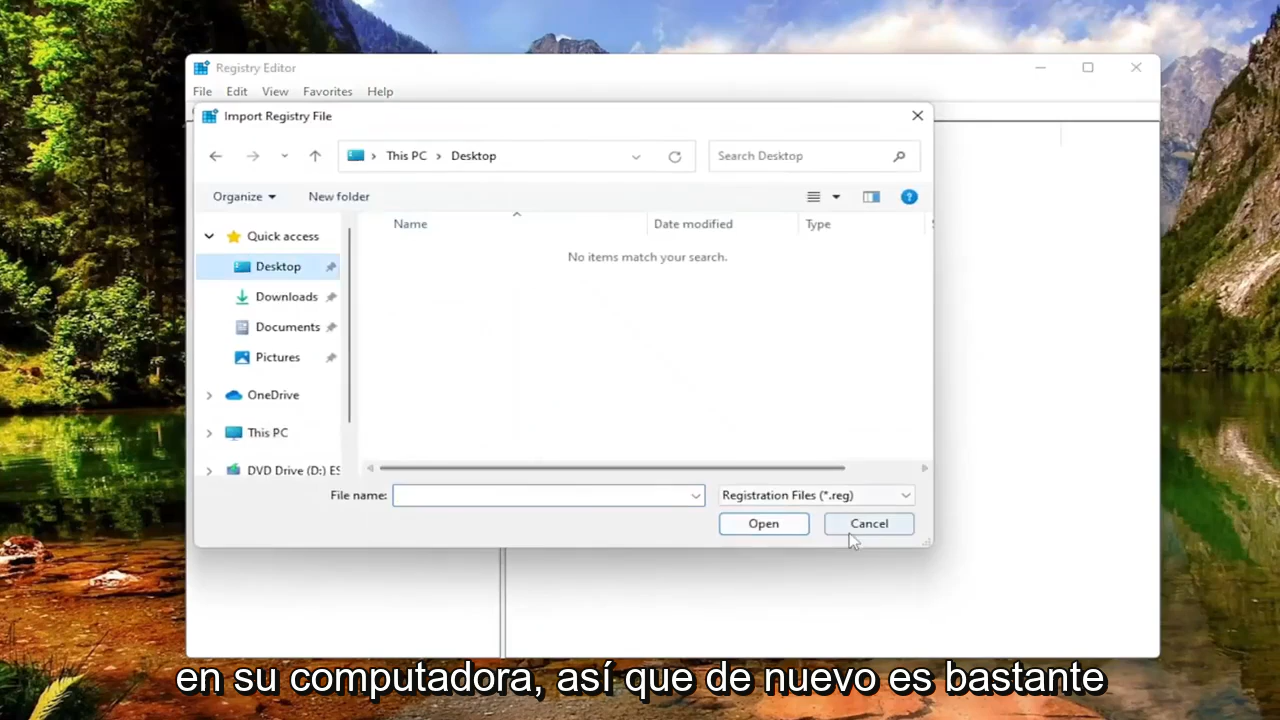 Registry Editor
File Edit View Favorites Help
Import Registry File
This PC Desktop
Search Desktop
Organize New folder
Name Date modified Type
Quick access
No items match your search.
Desktop
Downloads
Documents
Pictures
OneDrive
This PC
DVD Drive (D:) ES
File name: Registration Files (*.reg)
Open Cancel
en su computadora, así que de nuevo es bastante